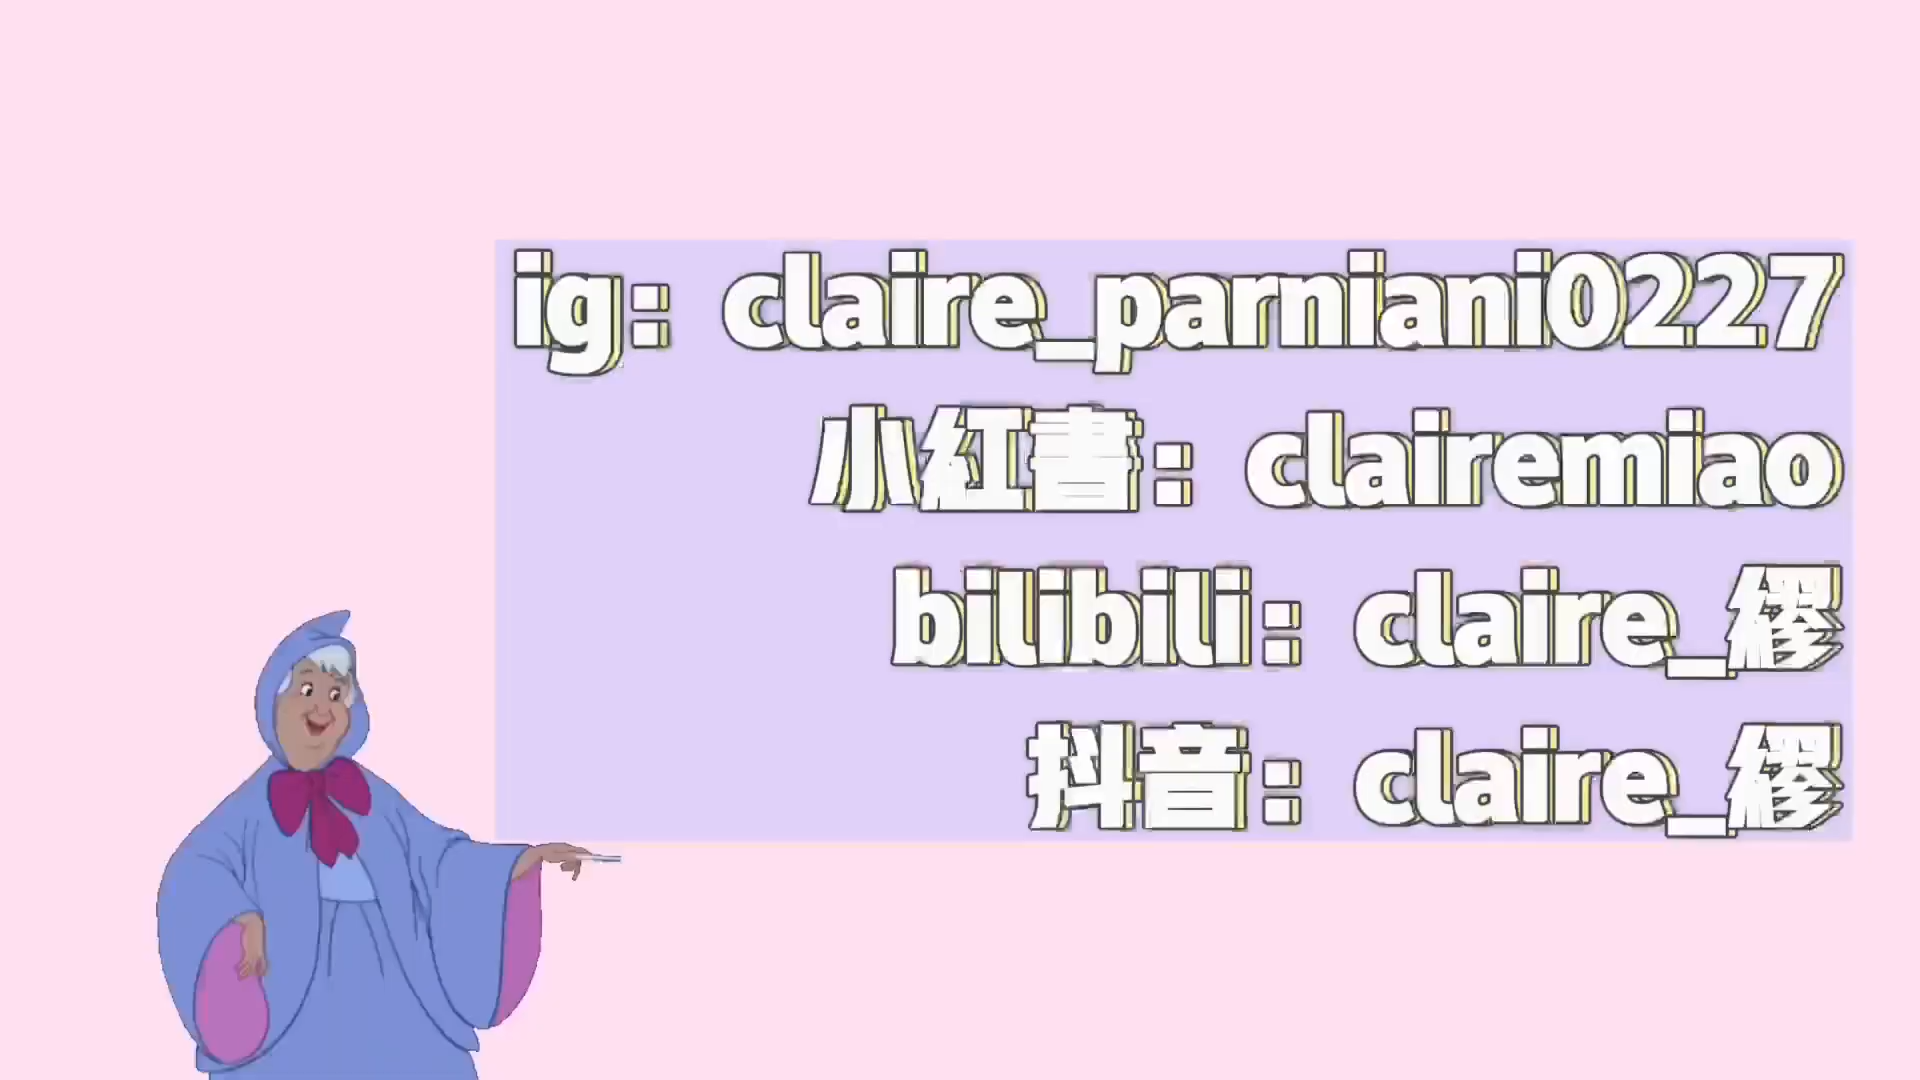 ig：claire_parniani0227
小紅書：clairemiao
bilibili：claire_繆
抖音：claire_繆